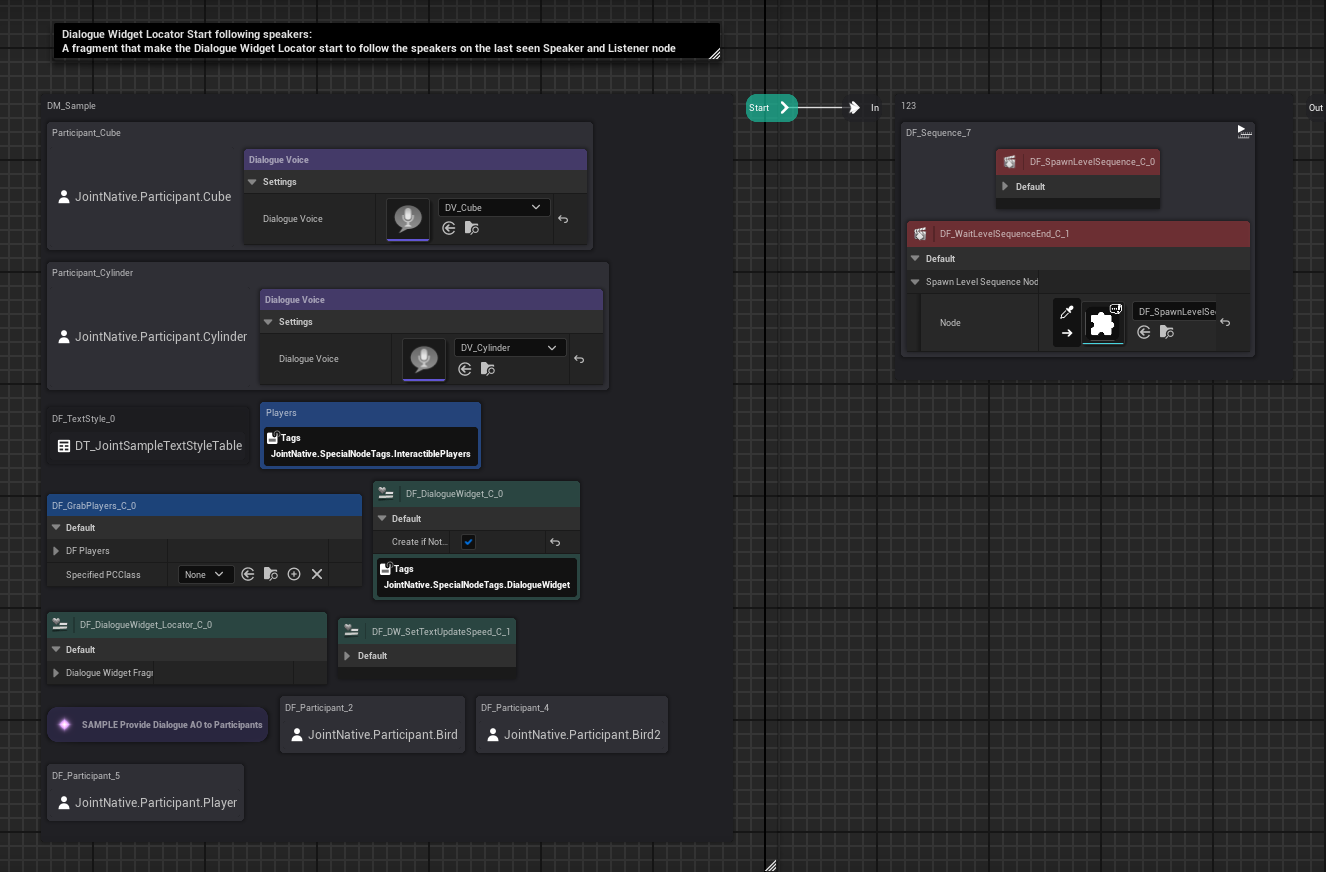 Dialogue Widget Locator Start following speakers:
A fragment that make the Dialogue Widget Locator start to follow the speakers on the last seen Speaker and Listener node
DM_Sample
Participant_Cube
JointNative.Participant.Cube
Dialogue Voice
Settings
Dialogue Voice
DV_Cube
Participant_Cylinder
JointNative.Participant.Cylinder
Dialogue Voice
Settings
Dialogue Voice
DV_Cylinder
DF_TextStyle_0
DT_JointSampleTextStyleTable
Players
Tags
JointNative.SpecialNodeTags.InteractiblePlayers
DF_GrabPlayers_C_0
Default
DF Players
Specified PCClass
None
DF_DialogueWidget_C_0
Default
Create if Not...
Tags
JointNative.SpecialNodeTags.DialogueWidget
DF_DialogueWidget_Locator_C_0
Default
Dialogue Widget Fragı
DF_DW_SetTextUpdateSpeed_C_1
Default
SAMPLE Provide Dialogue AO to Participants
DF_Participant_2
JointNative.Participant.Bird
DF_Participant_4
JointNative.Participant.Bird2
DF_Participant_5
JointNative.Participant.Player
Start
In
123
Out
DF_Sequence_7
DF_SpawnLevelSequence_C_0
Default
DF_WaitLevelSequenceEnd_C_1
Default
Spawn Level Sequence Nod
Node
DF_SpawnLevelSe